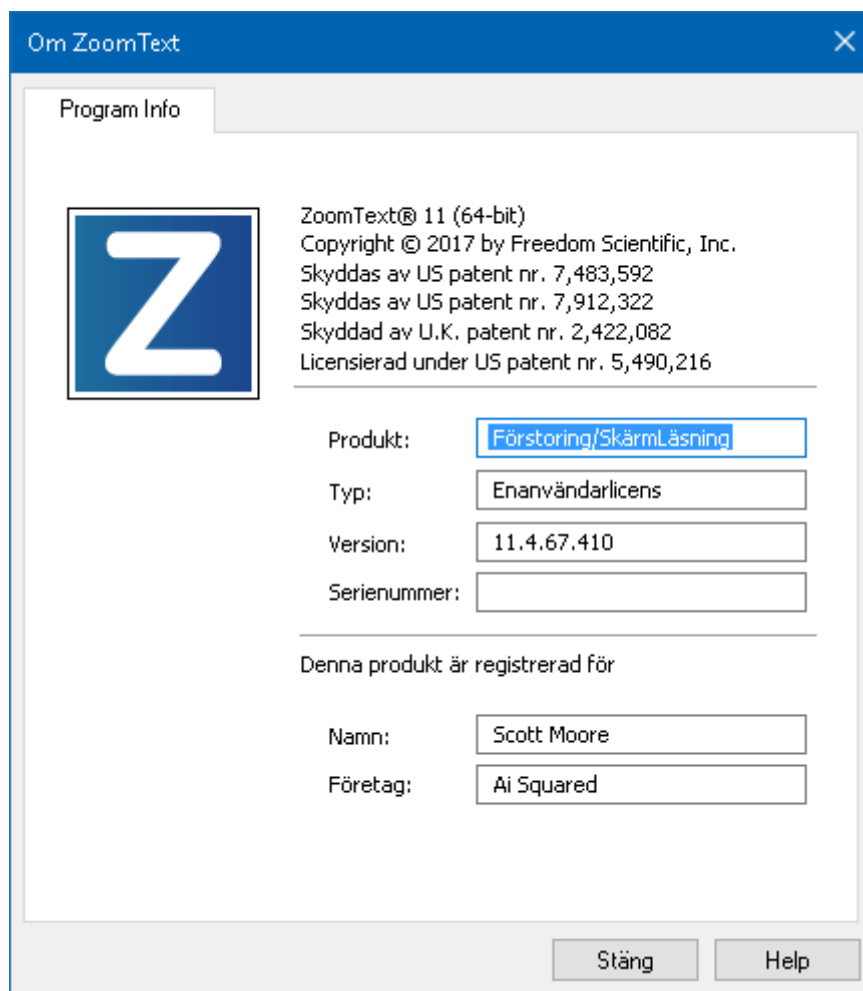 Om ZoomText
Program Info
Z
ZoomText® 11 (64-bit)
Copyright © 2017 by Freedom Scientific, Inc.
Skyddas av US patent nr. 7,483,592
Skyddas av US patent nr. 7,912,322
Skyddad av U.K. patent nr. 2,422,082
Licensierad under US patent nr. 5,490,216
Produkt: Förstoring/SkärmLäsning
Typ: Enanvändarlicens
Version: 11.4.67.410
Serienummer:
Denna produkt är registrerad för
Namn: Scott Moore
Företag: Ai Squared
Stäng Help